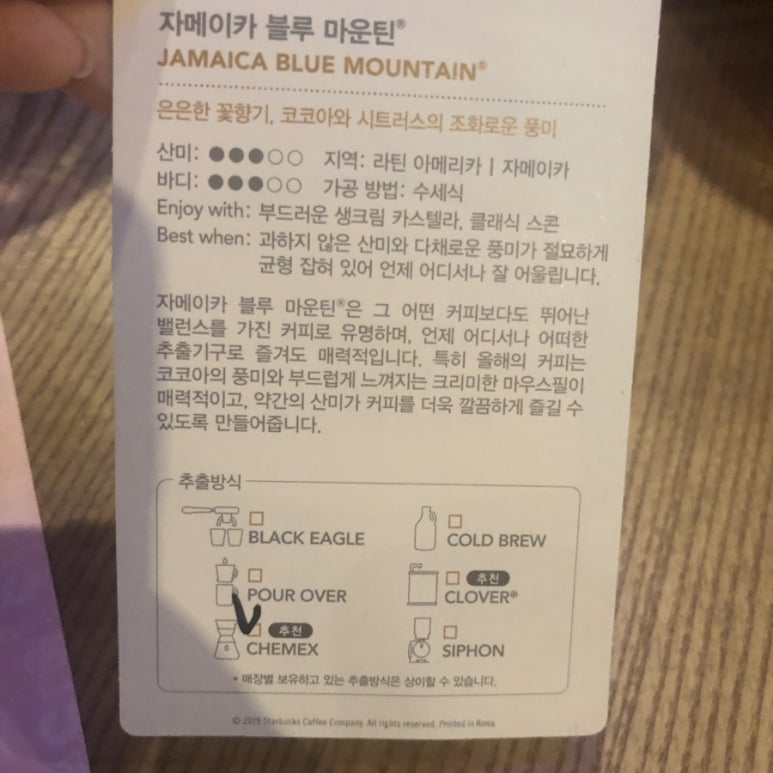 자메이카 블루 마운틴®
JAMAICA BLUE MOUNTAIN®
은은한 꽃향기, 코코아와 시트러스의 조화로운 풍미
산미: ●●●○○ 지역: 라틴 아메리카 | 자메이카
바디: ●●●○○ 가공 방법: 수세식
Enjoy with: 부드러운 생크림 카스텔라, 클래식 스콘
Best when: 과하지 않은 산미와 다채로운 풍미가 절묘하게
균형 잡혀 있어 언제 어디서나 잘 어울립니다.
자메이카 블루 마운틴®은 그 어떤 커피보다도 뛰어난
밸런스를 가진 커피로 유명하며, 언제 어디서나 어떠한
추출기구로 즐겨도 매력적입니다. 특히 올해의 커피는
코코아의 풍미와 부드럽게 느껴지는 크리미한 마우스필이
매력적이고, 약간의 산미가 커피를 더욱 깔끔하게 즐길 수
있도록 만들어줍니다.
추출방식
BLACK EAGLE
COLD BREW
POUR OVER
추천
CLOVER®
추천
CHEMEX
SIPHON
* 매장별 보유하고 있는 추출방식은 상이할 수 있습니다.
© 2019 Starbucks Coffee Company. All rights reserved. Printed in Korea.